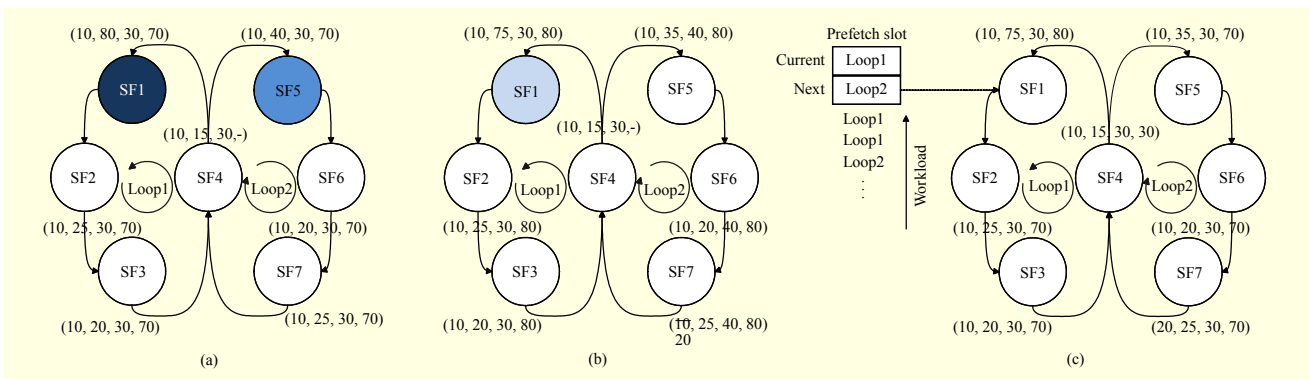 (10, 80, 30, 70)
(10, 40, 30, 70)
SF1
SF5
(10, 15, 30,-)
SF2
Loop1
SF4
Loop2
SF6
(10, 25, 30, 70)
(10, 20, 30, 70)
SF3
SF7
(10, 20, 30, 70)
(10, 25, 30, 70)
(a)
(10, 75, 30, 80)
(10, 35, 40, 80)
SF1
SF5
(10, 15, 30,-)
SF2
Loop1
SF4
Loop2
SF6
(10, 25, 30, 80)
(10, 20, 40, 80)
SF3
SF7
(10, 20, 30, 80)
(10, 25, 40, 80)
20
(b)
Prefetch slot
Current
Loop1
Next
Loop2
Loop1
Loop1
Loop2
.
.
.
Workload
(10, 75, 30, 80)
(10, 35, 30, 70)
SF1
SF5
(10, 15, 30, 30)
SF2
Loop1
SF4
Loop2
SF6
(10, 25, 30, 70)
(10, 20, 30, 70)
SF3
SF7
(10, 20, 30, 70)
(20, 25, 30, 70)
(c)